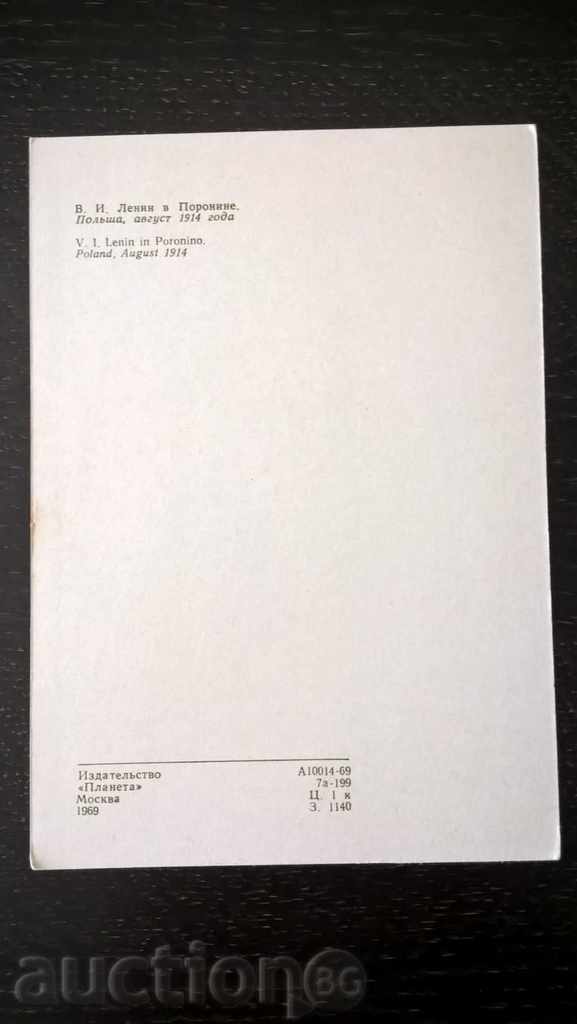 В. И. Ленин в Поронине.
Польша, август 1914 года
V. I. Lenin in Poronino.
Poland, August 1914
Издательство
«Планета»
Москва
1969
А10014-69
7а-199
Ц. 1 к
З. 1140
auction BG